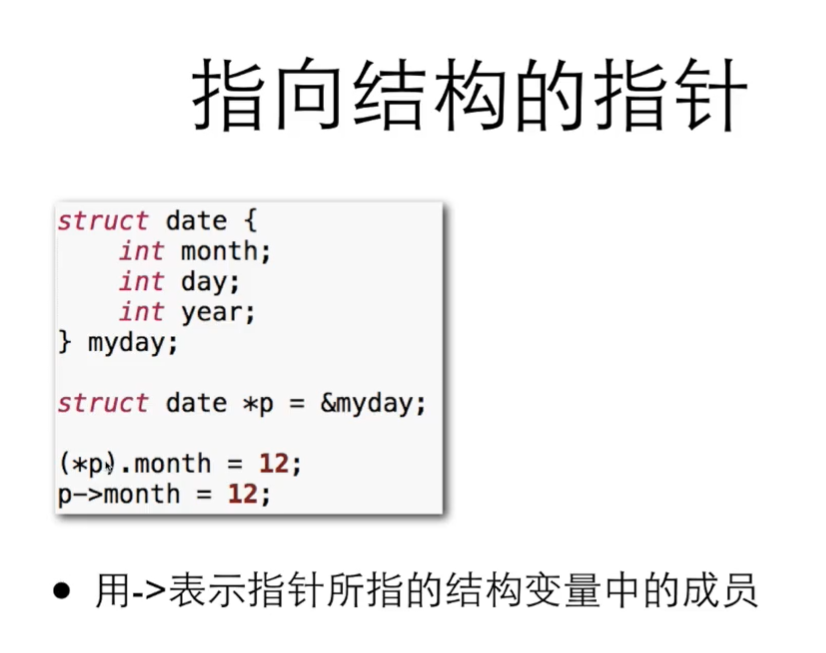 指向结构的指针
struct date {
    int month;
    int day;
    int year;
} myday;
struct date *p = &myday;
(*p).month = 12;
p->month = 12;
● 用->表示指针所指的结构变量中的成员